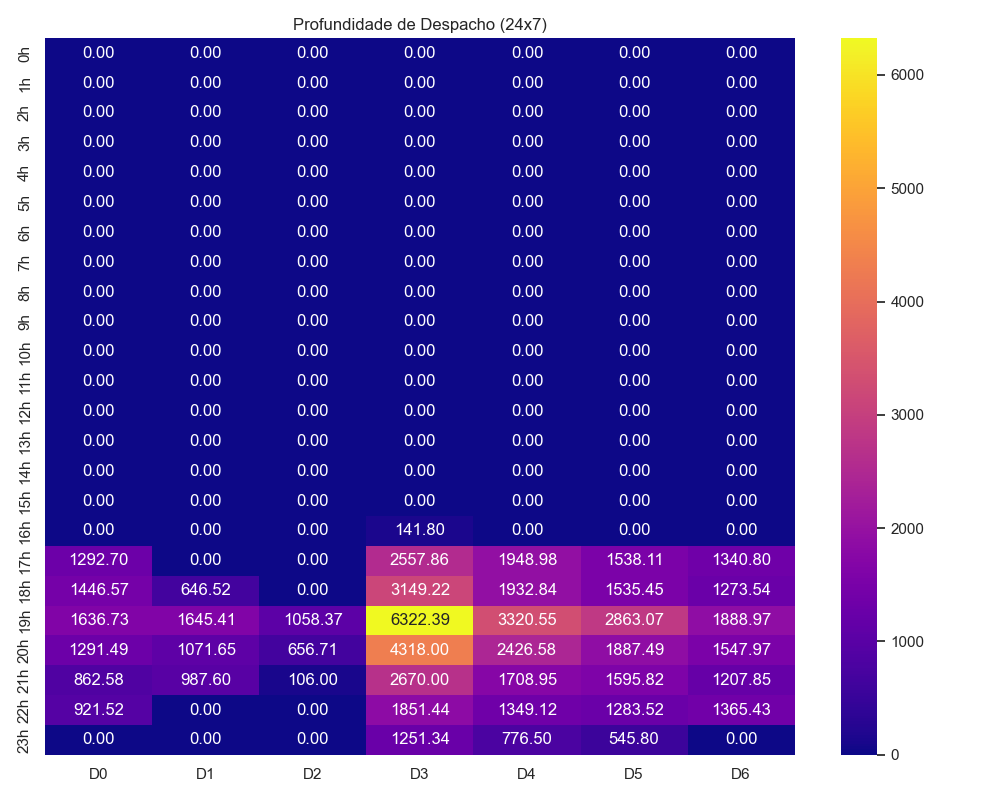 Profundidade de Despacho (24x7)
0h 0.00 0.00 0.00 0.00 0.00 0.00 0.00
1h 0.00 0.00 0.00 0.00 0.00 0.00 0.00
2h 0.00 0.00 0.00 0.00 0.00 0.00 0.00
3h 0.00 0.00 0.00 0.00 0.00 0.00 0.00
4h 0.00 0.00 0.00 0.00 0.00 0.00 0.00
5h 0.00 0.00 0.00 0.00 0.00 0.00 0.00
6h 0.00 0.00 0.00 0.00 0.00 0.00 0.00
7h 0.00 0.00 0.00 0.00 0.00 0.00 0.00
8h 0.00 0.00 0.00 0.00 0.00 0.00 0.00
9h 0.00 0.00 0.00 0.00 0.00 0.00 0.00
10h 0.00 0.00 0.00 0.00 0.00 0.00 0.00
11h 0.00 0.00 0.00 0.00 0.00 0.00 0.00
12h 0.00 0.00 0.00 0.00 0.00 0.00 0.00
13h 0.00 0.00 0.00 0.00 0.00 0.00 0.00
14h 0.00 0.00 0.00 0.00 0.00 0.00 0.00
15h 0.00 0.00 0.00 0.00 0.00 0.00 0.00
16h 0.00 0.00 0.00 141.80 0.00 0.00 0.00
17h 1292.70 0.00 0.00 2557.86 1948.98 1538.11 1340.80
18h 1446.57 646.52 0.00 3149.22 1932.84 1535.45 1273.54
19h 1636.73 1645.41 1058.37 6322.39 3320.55 2863.07 1888.97
20h 1291.49 1071.65 656.71 4318.00 2426.58 1887.49 1547.97
21h 862.58 987.60 106.00 2670.00 1708.95 1595.82 1207.85
22h 921.52 0.00 0.00 1851.44 1349.12 1283.52 1365.43
23h 0.00 0.00 0.00 1251.34 776.50 545.80 0.00
D0 D1 D2 D3 D4 D5 D6
6000
5000
4000
3000
2000
1000
0